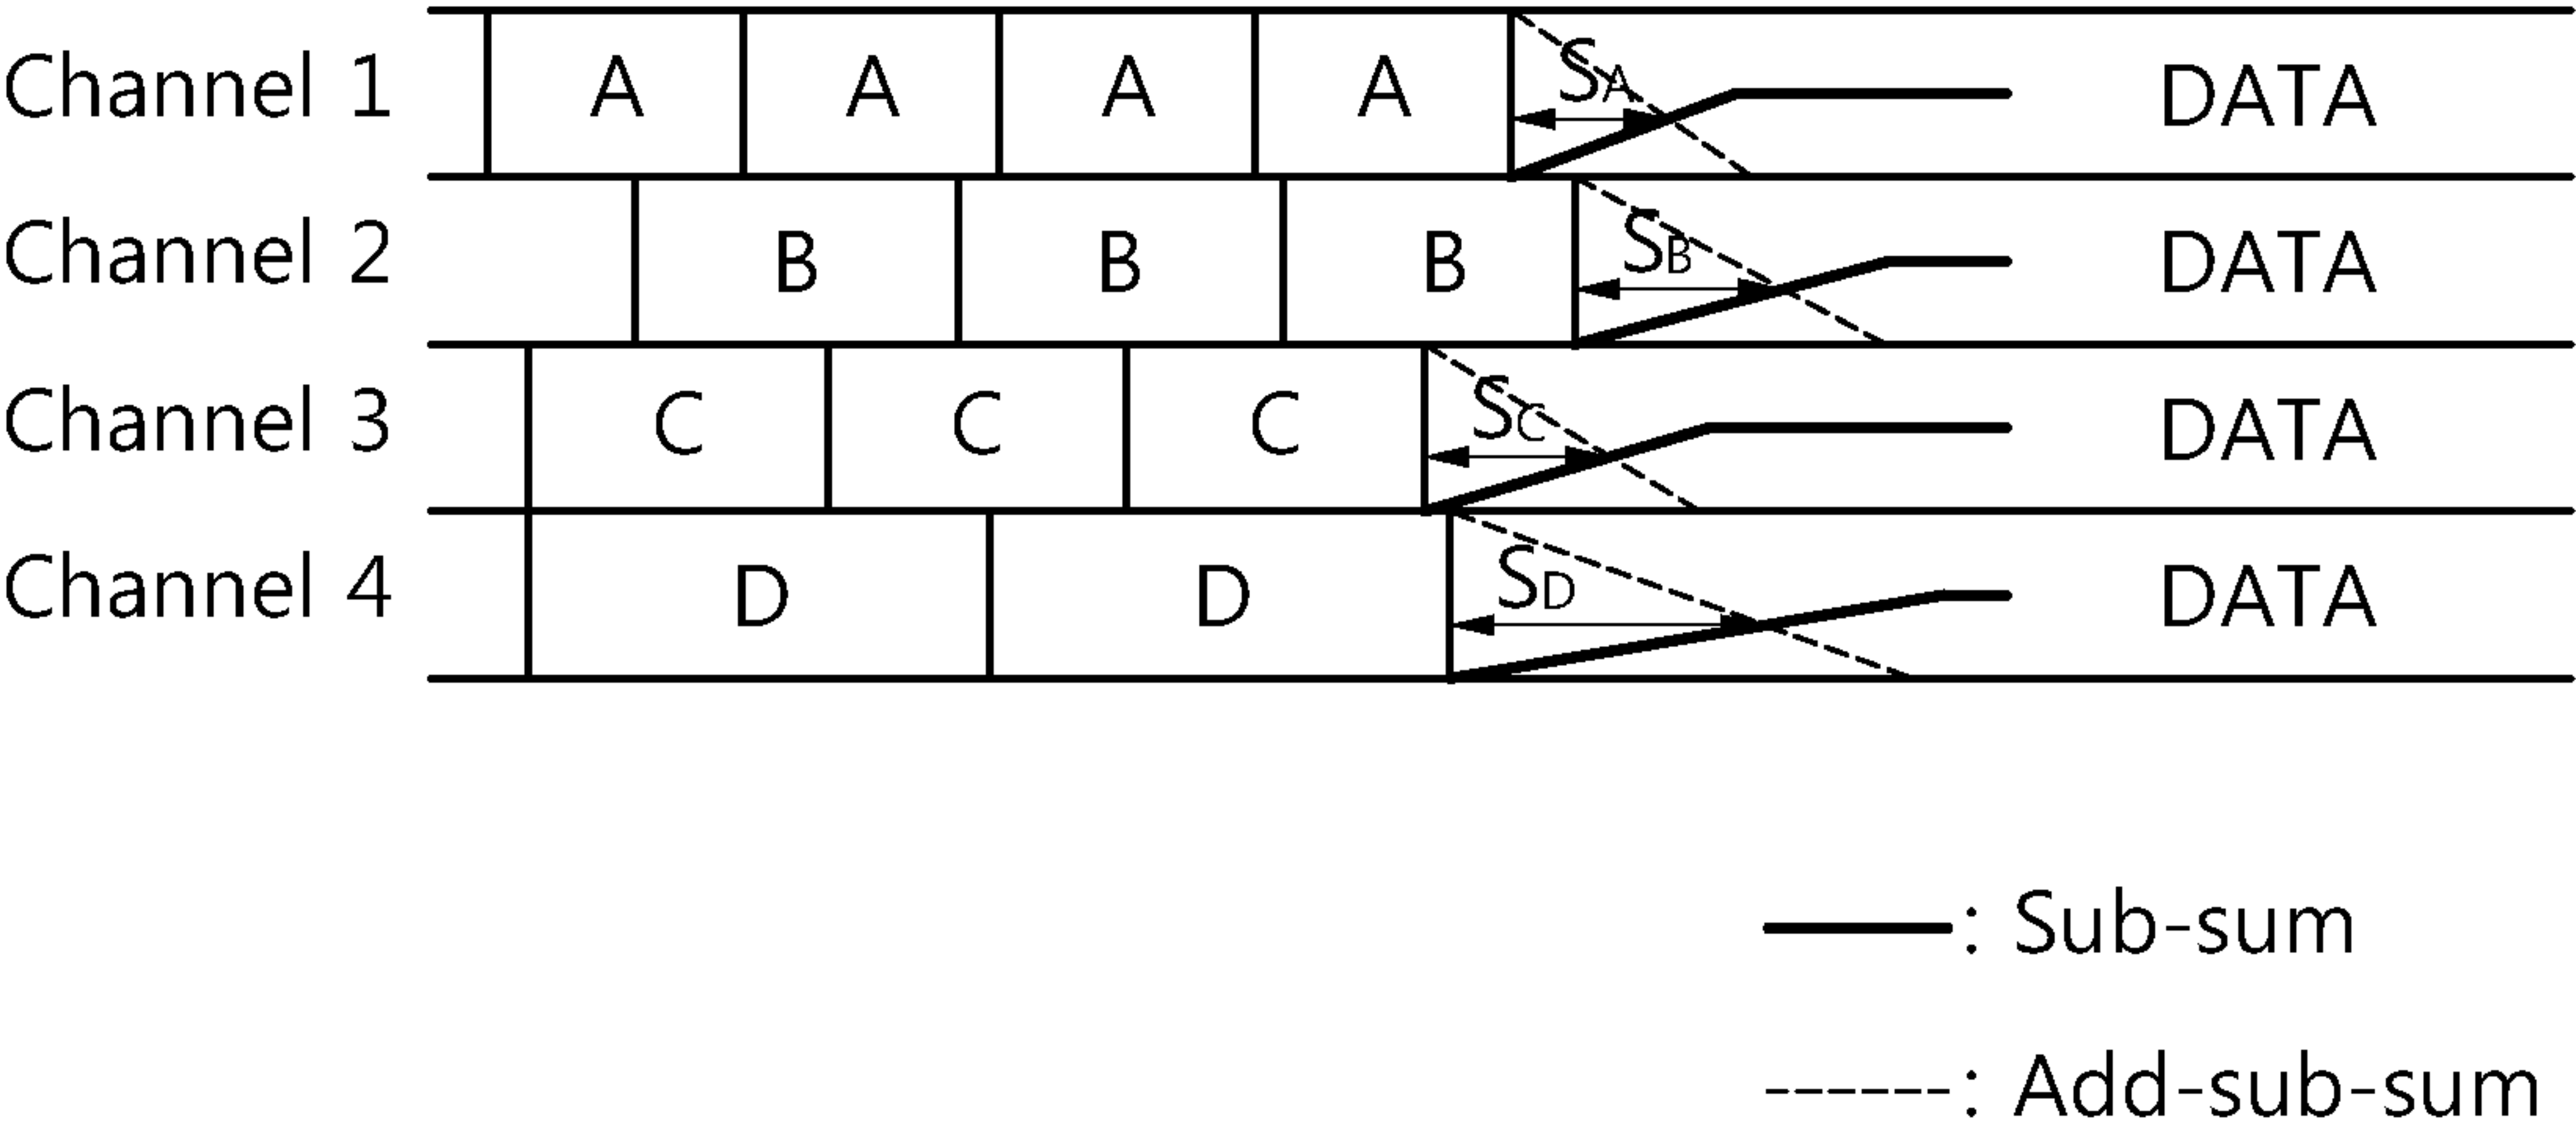 Channel 1 A A A A SA DATA
Channel 2 B B B SB DATA
Channel 3 C C C SC DATA
Channel 4 D D SD DATA
: Sub-sum
: Add-sub-sum